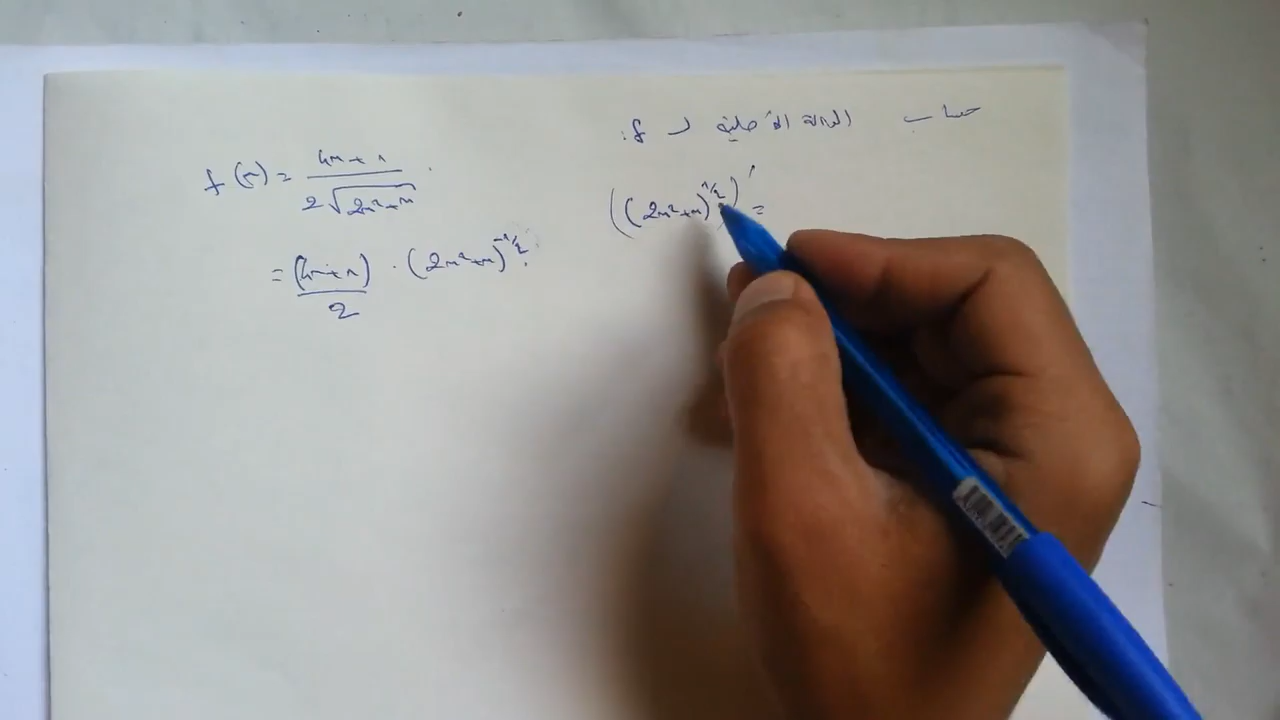 حساب الدالة الأصلية لـ f:
f(x) = (4x+1)/(2√(2x²+x))
((2x²+x)^1/2)' =
= (4x+1)/2 · (2x²+x)^-1/2